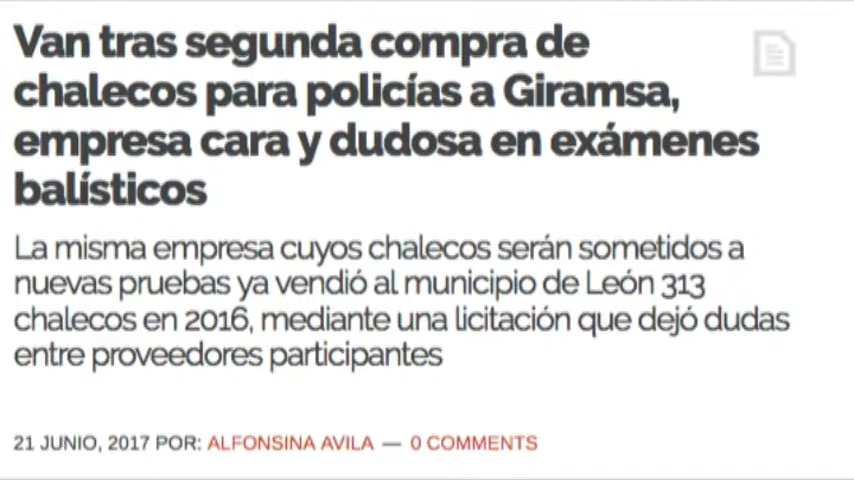 Van tras segunda compra de
chalecos para policías a Giramsa,
empresa cara y dudosa en exámenes
balísticos
La misma empresa cuyos chalecos serán sometidos a
nuevas pruebas ya vendió al municipio de León 313
chalecos en 2016, mediante una licitación que dejó dudas
entre proveedores participantes
21 JUNIO, 2017 POR: ALFONSINA AVILA — 0 COMMENTS